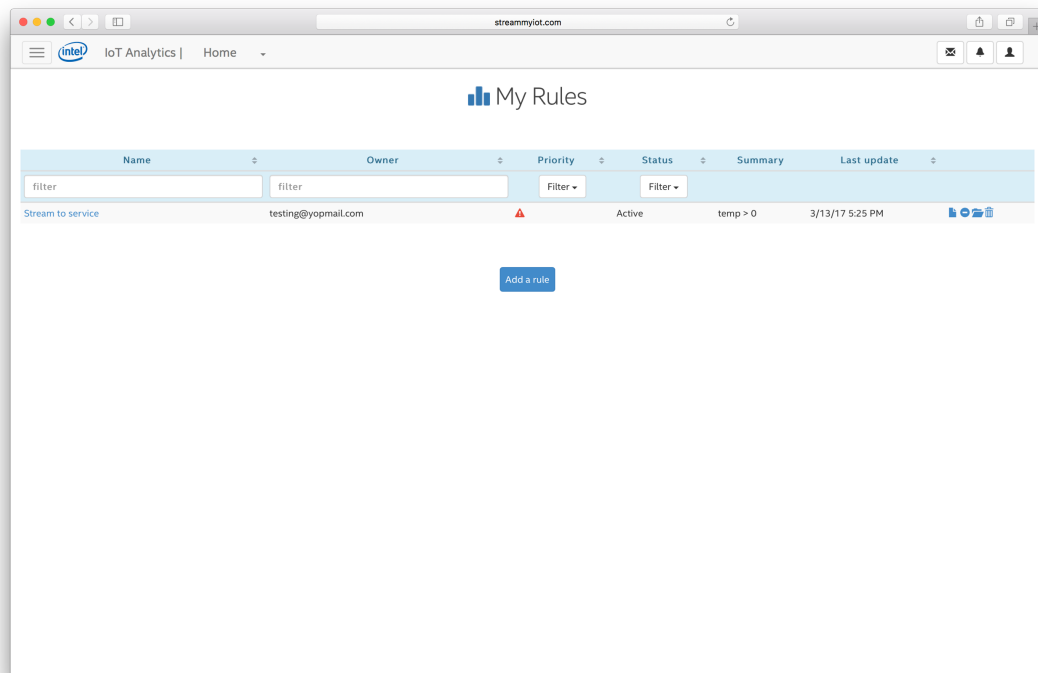 streammyiot.com
intel IoT Analytics | Home
My Rules
Name Owner Priority Status Summary Last update
filter filter Filter Filter
Stream to service testing@yopmail.com Active temp > 0 3/13/17 5:25 PM
Add a rule